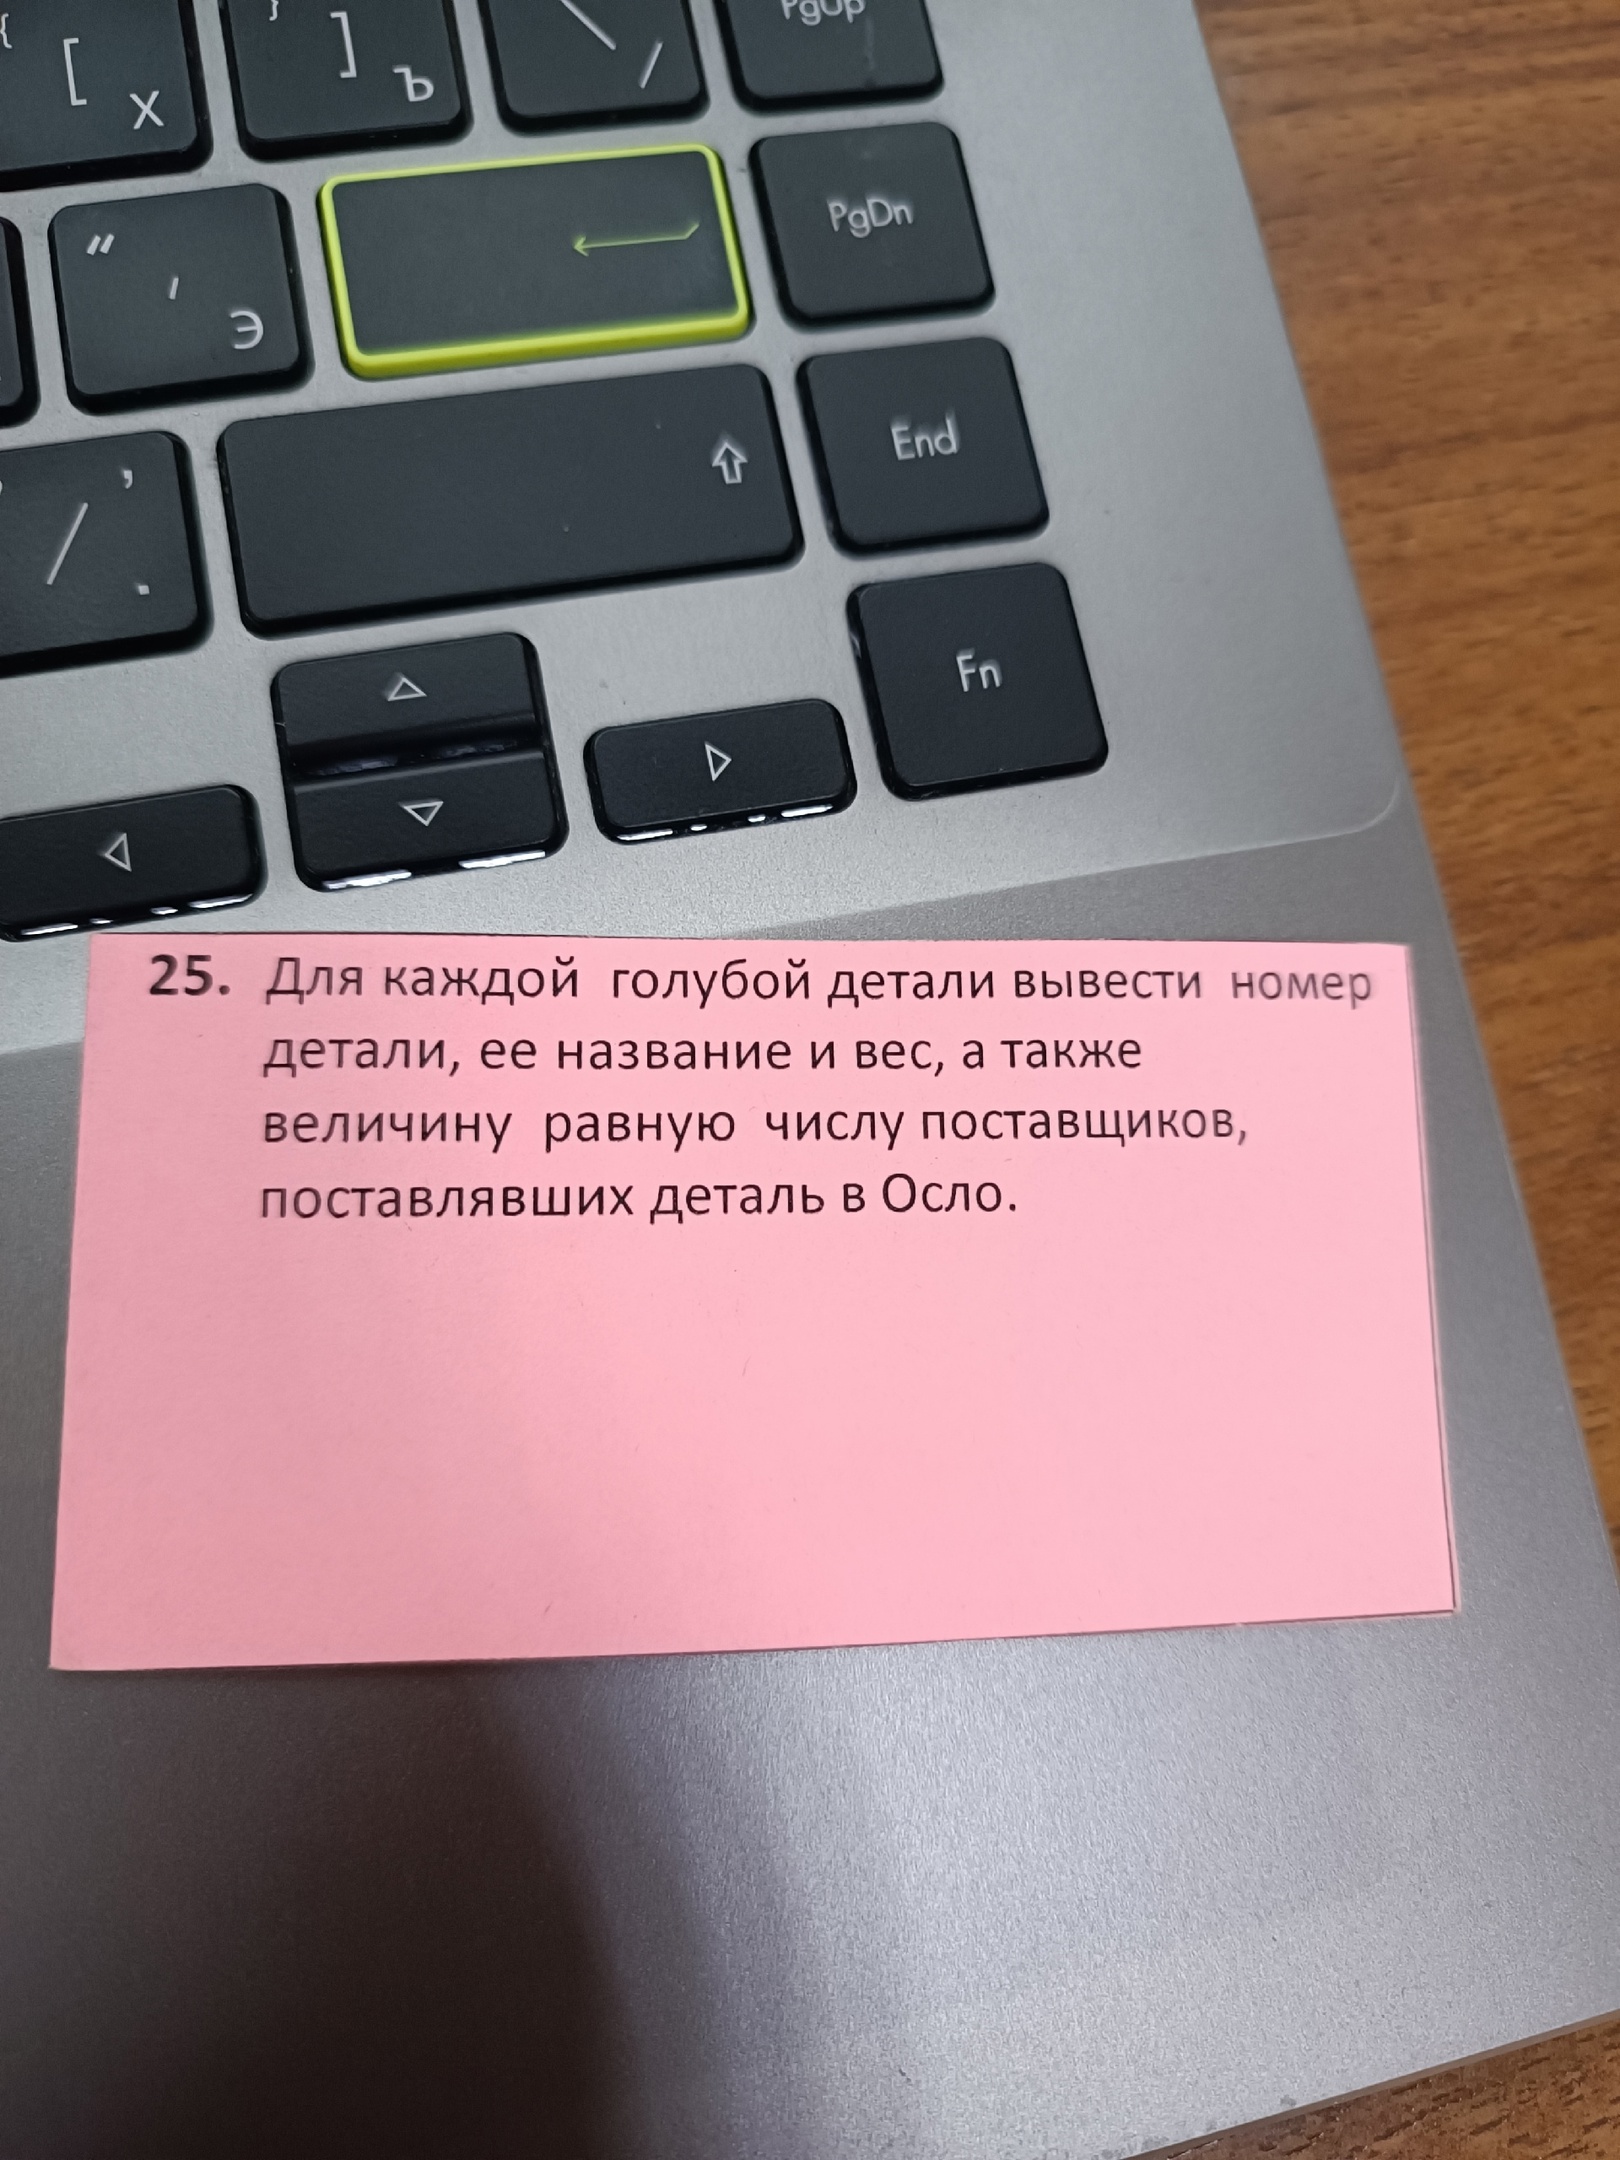 { [ Х
} ] Ъ
\ /
PgUp
" ' Э
PgDn
End
, / .
Fn
25. Для каждой голубой детали вывести номер
детали, ее название и вес, а также
величину равную числу поставщиков,
поставлявших деталь в Осло.